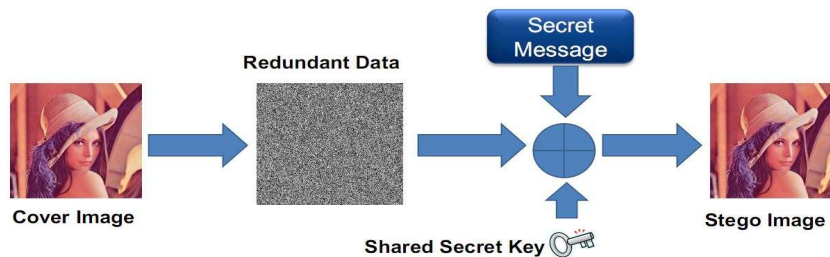 Secret
Message
Redundant Data
Cover Image
Shared Secret Key
Stego Image